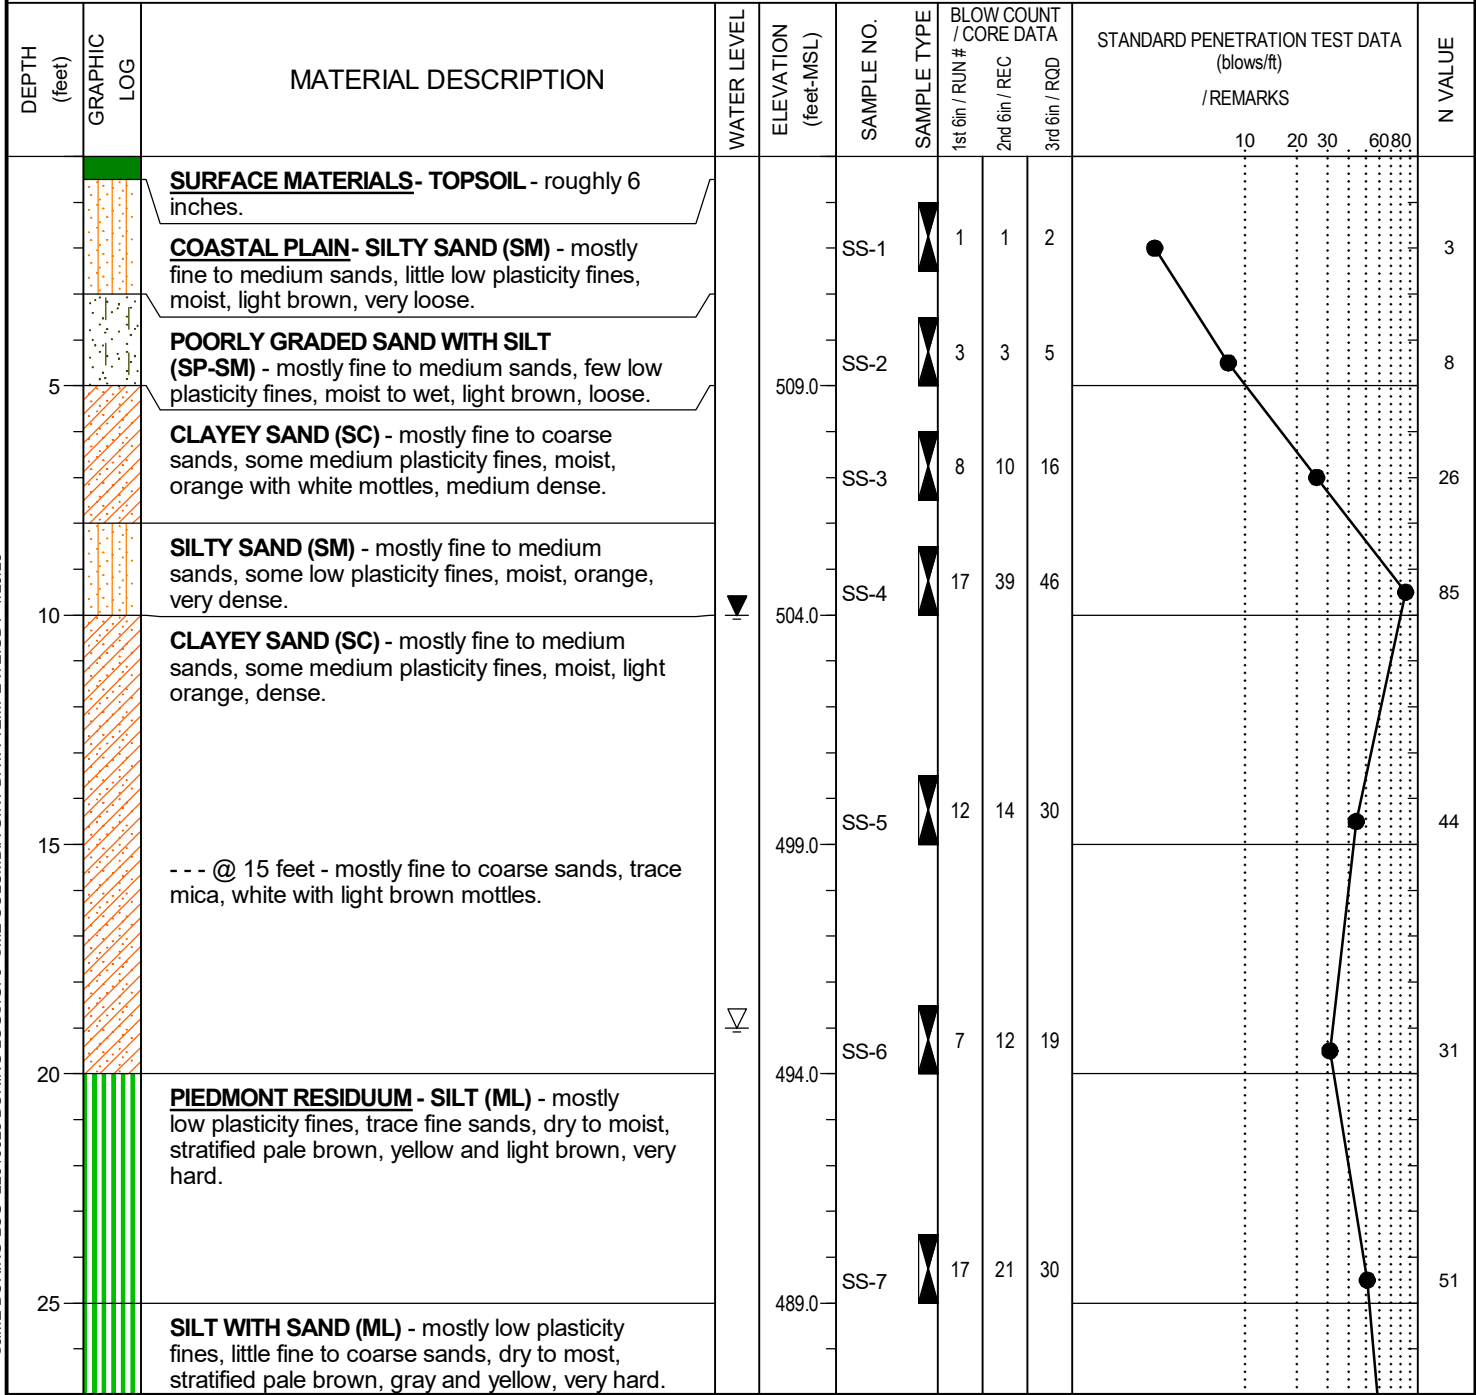 DEPTH
(feet)
GRAPHIC
LOG
MATERIAL DESCRIPTION
WATER LEVEL
ELEVATION
(feet-MSL)
SAMPLE NO.
SAMPLE TYPE
BLOW COUNT
/ CORE DATA
1st 6in / RUN #
2nd 6in / REC
3rd 6in / RQD
STANDARD PENETRATION TEST DATA
(blows/ft)
/REMARKS
10 20 30 60 80
N VALUE
SURFACE MATERIALS- TOPSOIL - roughly 6
inches.
COASTAL PLAIN- SILTY SAND (SM) - mostly
fine to medium sands, little low plasticity fines,
moist, light brown, very loose.
SS-1 1 1 2 3
POORLY GRADED SAND WITH SILT
(SP-SM) - mostly fine to medium sands, few low
plasticity fines, moist to wet, light brown, loose.
SS-2 3 3 5 8
5 509.0
CLAYEY SAND (SC) - mostly fine to coarse
sands, some medium plasticity fines, moist,
orange with white mottles, medium dense.
SS-3 8 10 16 26
SILTY SAND (SM) - mostly fine to medium
sands, some low plasticity fines, moist, orange,
very dense.
SS-4 17 39 46 85
10 504.0
CLAYEY SAND (SC) - mostly fine to medium
sands, some medium plasticity fines, moist, light
orange, dense.
SS-5 12 14 30 44
15 499.0
- - - @ 15 feet - mostly fine to coarse sands, trace
mica, white with light brown mottles.
SS-6 7 12 19 31
20 494.0
PIEDMONT RESIDUUM - SILT (ML) - mostly
low plasticity fines, trace fine sands, dry to moist,
stratified pale brown, yellow and light brown, very
hard.
SS-7 17 21 30 51
25 489.0
SILT WITH SAND (ML) - mostly low plasticity
fines, little fine to coarse sands, dry to most,
stratified pale brown, gray and yellow, very hard.